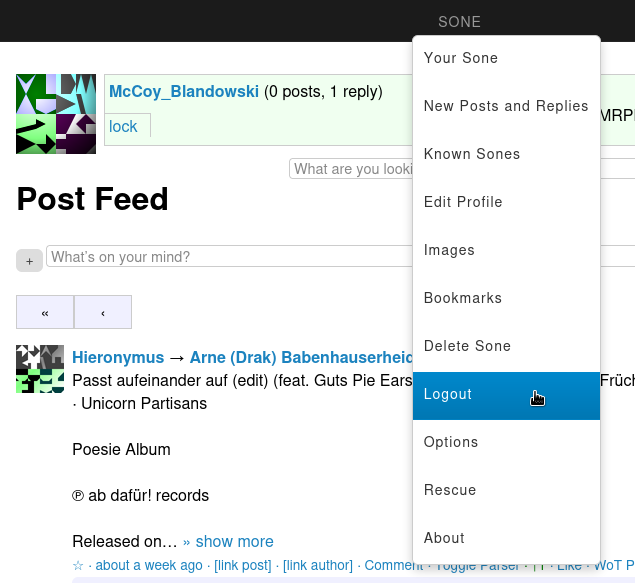 SONE
Your Sone
New Posts and Replies
Known Sones
Edit Profile
Images
Bookmarks
Delete Sone
Logout
Options
Rescue
About
McCoy_Blandowski (0 posts, 1 reply)
lock
What are you looki
Post Feed
+ What's on your mind?
« ‹
Hieronymus → Arne (Drak) Babenhauserheid
Passt aufeinander auf (edit) (feat. Guts Pie Ears
· Unicorn Partisans
Poesie Album
℗ ab dafür! records
Released on… » show more
☆ · about a week ago · [link post] · [link author] · Comment · Toggle Parser · ↑1 · Like · WoT P